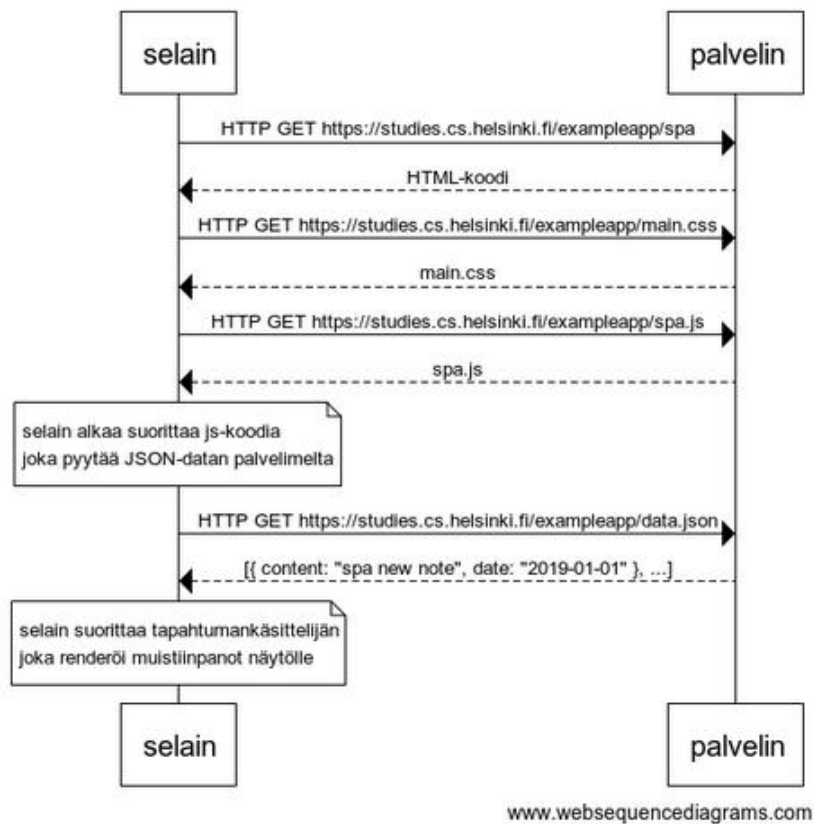 selain
palvelin
HTTP GET https://studies.cs.helsinki.fi/exampleapp/spa
HTML-koodi
HTTP GET https://studies.cs.helsinki.fi/exampleapp/main.css
main.css
HTTP GET https://studies.cs.helsinki.fi/exampleapp/spa.js
spa.js
selain alkaa suorittaa js-koodia
joka pyytää JSON-datan palvelimelta
HTTP GET https://studies.cs.helsinki.fi/exampleapp/data.json
[{ content: "spa new note", date: "2019-01-01" }, ...]
selain suorittaa tapahtumankäsittelijän
joka renderöi muistiinpanot näytölle
selain
palvelin
www.websequencediagrams.com